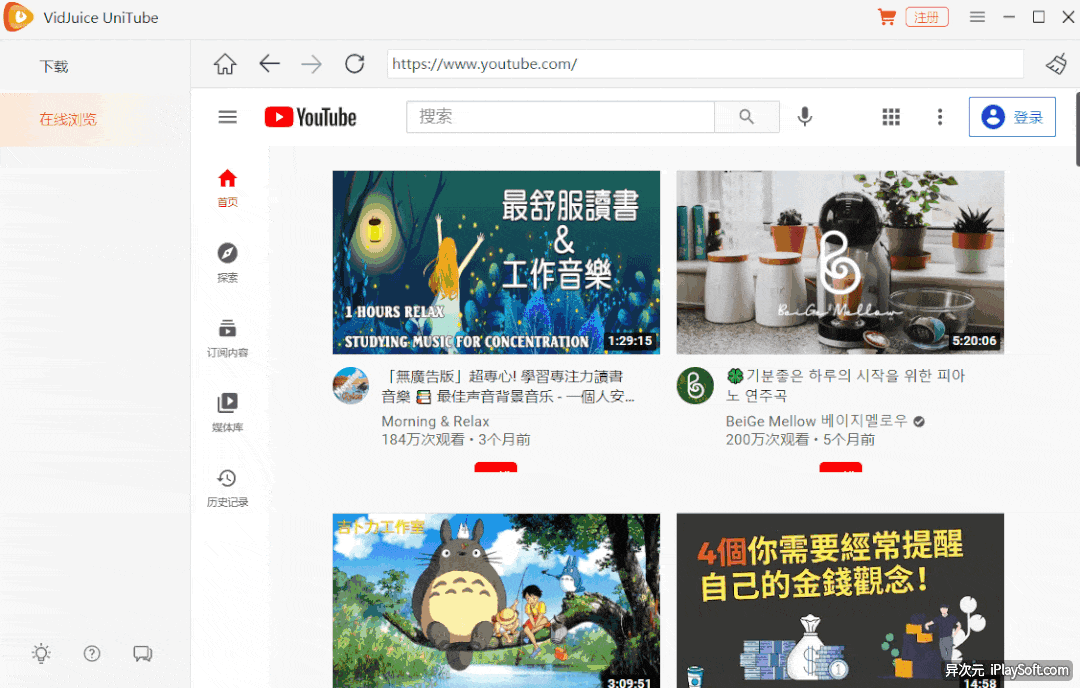 VidJuice UniTube
注册
下载
在线浏览
https://www.youtube.com/
YouTube
搜索
登录
首页
探索
订阅内容
媒体库
历史记录
最舒服讀書
&
工作音樂
1 HOURS RELAX
STUDYING MUSIC FOR CONCENTRATION
1:29:15
「無廣告版」超專心! 學習專注力讀書
音樂 📚 最佳声音背景音乐 - 一個人安...
Morning & Relax
184万次观看 • 3个月前
BeiGe Mellow
5:20:06
🍀기분좋은 하루의 시작을 위한 피아
노 연주곡
BeiGe Mellow 베이지멜로우
200万次观看 • 5个月前
吉卜力工作室
3:09:51
4個你需要經常提醒
自己的金錢觀念!
14:58
异次元 iPlaySoft.com